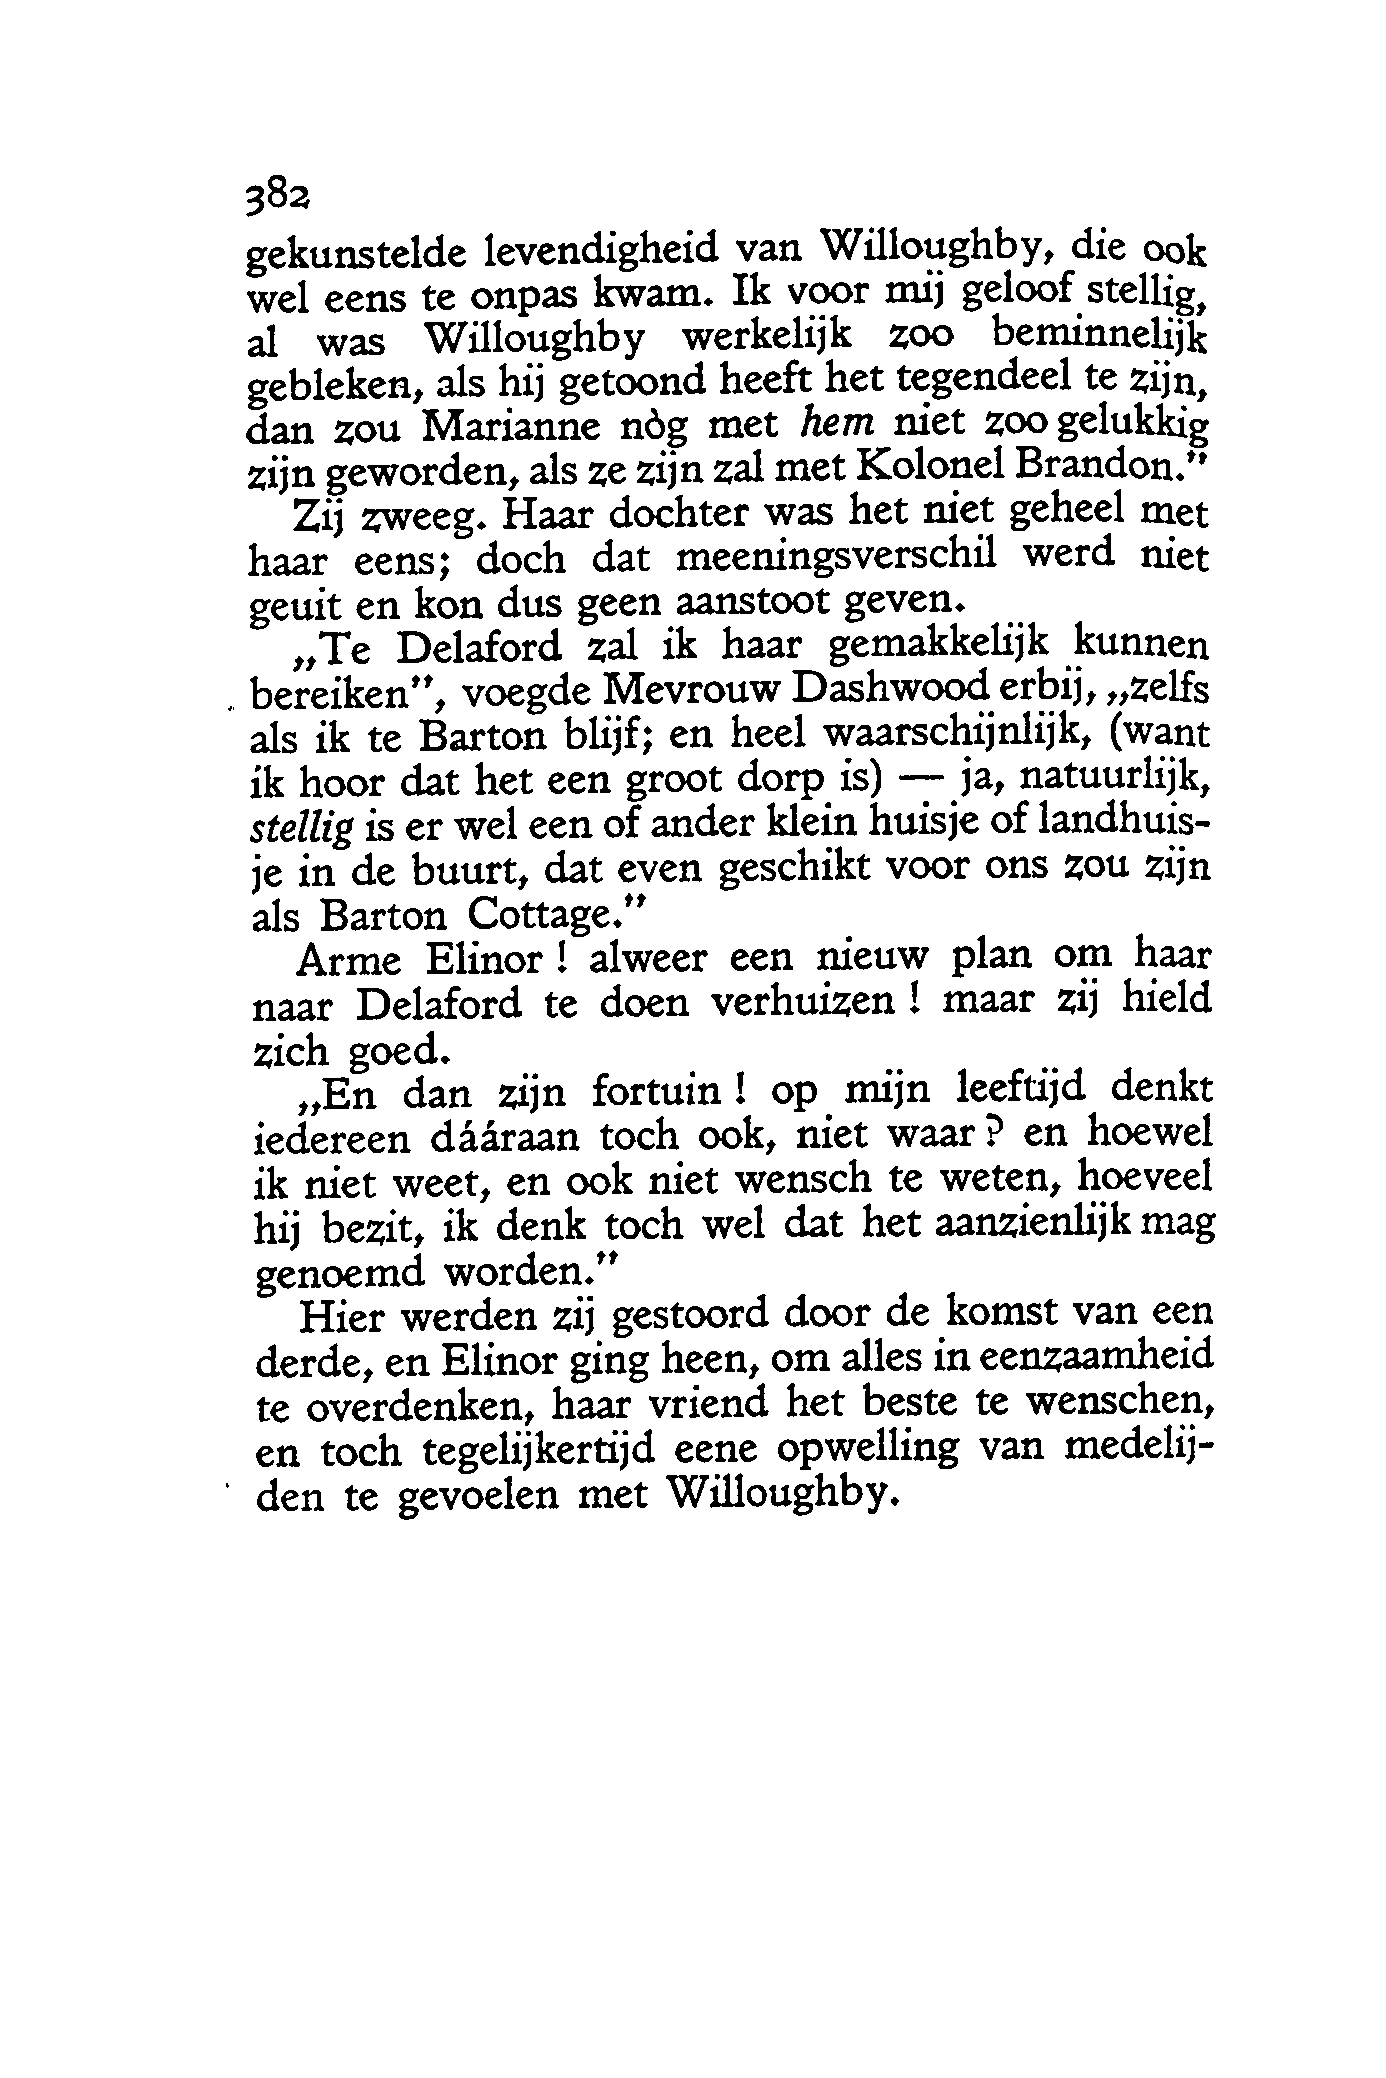 382
gekunstelde levendigheid van Willoughby, die ook
wel eens te onpas kwam. Ik voor mij geloof stellig,
al was Willoughby werkelijk zoo beminnelijk
gebleken, als hij getoond heeft het tegendeel te zijn,
dan zou Marianne nòg met hem niet zoo gelukkig
zijn geworden, als ze zijn zal met Kolonel Brandon.”
Zij zweeg. Haar dochter was het niet geheel met
haar eens; doch dat meeningsverschil werd niet
geuit en kon dus geen aanstoot geven.
„Te Delaford zal ik haar gemakkelijk kunnen
bereiken”, voegde Mevrouw Dashwood erbij, „zelfs
als ik te Barton blijf; en heel waarschijnlijk, (want
ik hoor dat het een groot dorp is) — ja, natuurlijk,
stellig is er wel een of ander klein huisje of landhuis-
je in de buurt, dat even geschikt voor ons zou zijn
als Barton Cottage.”
Arme Elinor ! alweer een nieuw plan om haar
naar Delaford te doen verhuizen ! maar zij hield
zich goed.
„En dan zijn fortuin ! op mijn leeftijd denkt
iedereen dááraan toch ook, niet waar ? en hoewel
ik niet weet, en ook niet wensch te weten, hoeveel
hij bezit, ik denk toch wel dat het aanzienlijk mag
genoemd worden.”
Hier werden zij gestoord door de komst van een
derde, en Elinor ging heen, om alles in eenzaamheid
te overdenken, haar vriend het beste te wenschen,
en toch tegelijkertijd eene opwelling van medelij-
den te gevoelen met Willoughby.